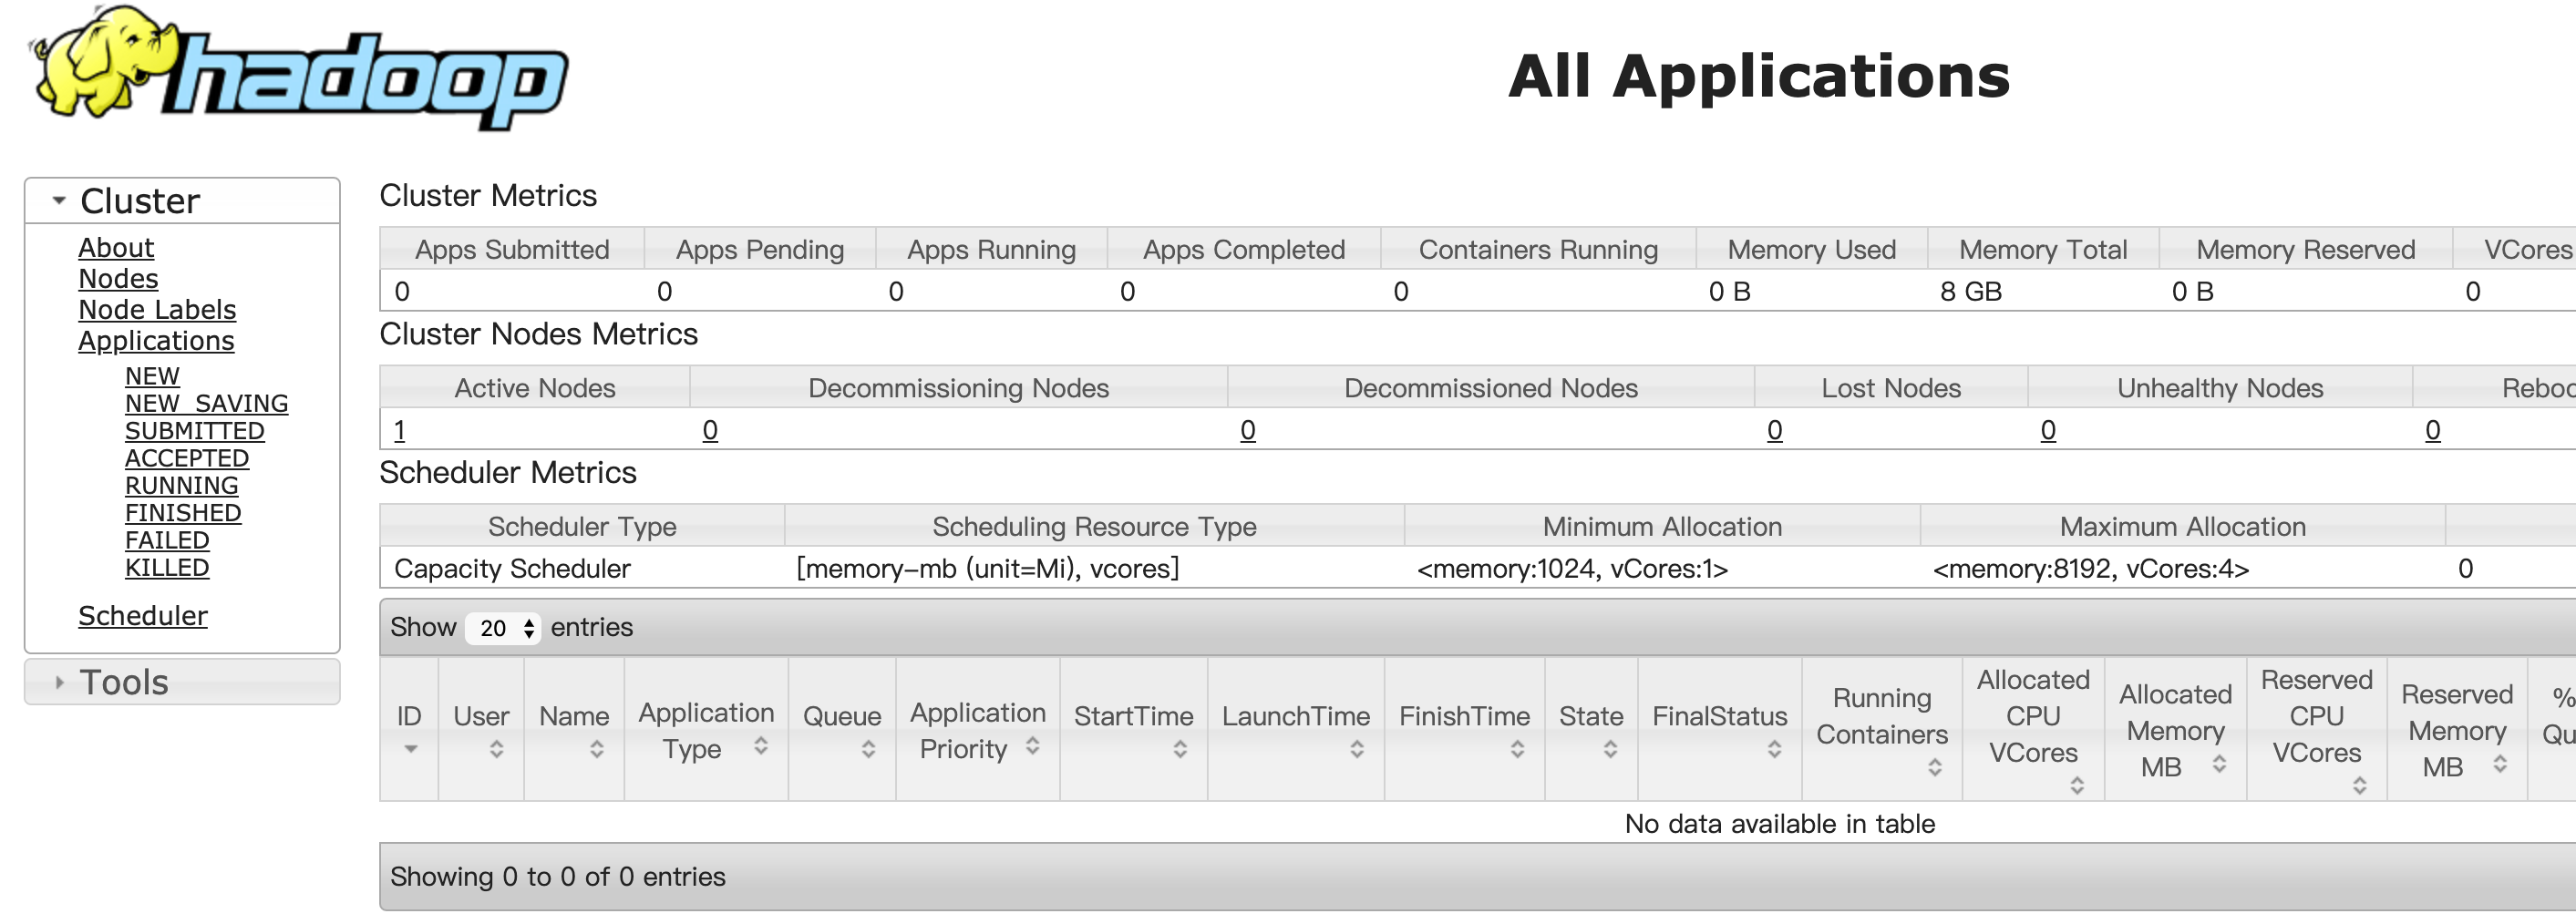 hadoop
All Applications
Cluster
About
Nodes
Node Labels
Applications
NEW
NEW_SAVING
SUBMITTED
ACCEPTED
RUNNING
FINISHED
FAILED
KILLED
Scheduler
Tools
Cluster Metrics
Apps Submitted Apps Pending Apps Running Apps Completed Containers Running Memory Used Memory Total Memory Reserved VCores
0 0 0 0 0 0 B 8 GB 0 B 0
Cluster Nodes Metrics
Active Nodes Decommissioning Nodes Decommissioned Nodes Lost Nodes Unhealthy Nodes Reboo
1 0 0 0 0 0
Scheduler Metrics
Scheduler Type Scheduling Resource Type Minimum Allocation Maximum Allocation
Capacity Scheduler [memory-mb (unit=Mi), vcores] <memory:1024, vCores:1> <memory:8192, vCores:4> 0
Show 20 entries
ID User Name Application Type Queue Application Priority StartTime LaunchTime FinishTime State FinalStatus Running Containers Allocated CPU VCores Allocated Memory MB Reserved CPU VCores Reserved Memory MB % Qu
No data available in table
Showing 0 to 0 of 0 entries